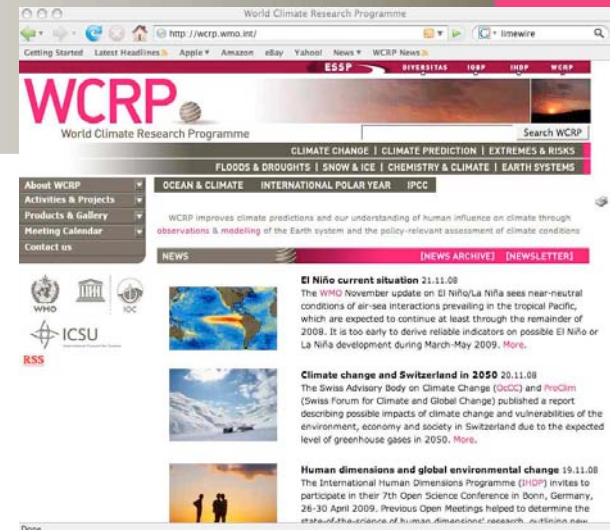 World Climate Research Programme
http://wcrp.wmo.int/
limewire
Getting Started Latest Headlines Apple Amazon eBay Yahoo! News WCRP News
ESSP DIVERSITAS IGBP IHDP WCRP
WCRP
World Climate Research Programme
Search WCRP
CLIMATE CHANGE | CLIMATE PREDICTION | EXTREMES & RISKS
FLOODS & DROUGHTS | SNOW & ICE | CHEMISTRY & CLIMATE | EARTH SYSTEMS
OCEAN & CLIMATE INTERNATIONAL POLAR YEAR IPCC
About WCRP
Activities & Projects
Products & Gallery
Meeting Calendar
Contact us
WMO
IOC
ICSU
RSS
WCRP improves climate predictions and our understanding of human influence on climate through
observations & modelling of the Earth system and the policy-relevant assessment of climate conditions
NEWS [NEWS ARCHIVE] [NEWSLETTER]
El Niño current situation 21.11.08
The WMO November update on El Niño/La Niña sees near-neutral
conditions of air-sea interactions prevailing in the tropical Pacific,
which are expected to continue at least through the remainder of
2008. It is too early to derive reliable indicators on possible El Niño or
La Niña development during March-May 2009. More.
Climate change and Switzerland in 2050 20.11.08
The Swiss Advisory Body on Climate Change (OcCC) and ProClim
(Swiss Forum for Climate and Global Change) published a report
describing possible impacts of climate change and vulnerabilities of the
environment, economy and society in Switzerland due to the expected
level of greenhouse gases in 2050. More.
Human dimensions and global environmental change 19.11.08
The International Human Dimensions Programme (IHDP) invites to
participate in their 7th Open Science Conference in Bonn, Germany,
26-30 April 2009. Previous Open Meetings helped to determine the
state-of-the-science of human dimensions' research, outlining new
Done